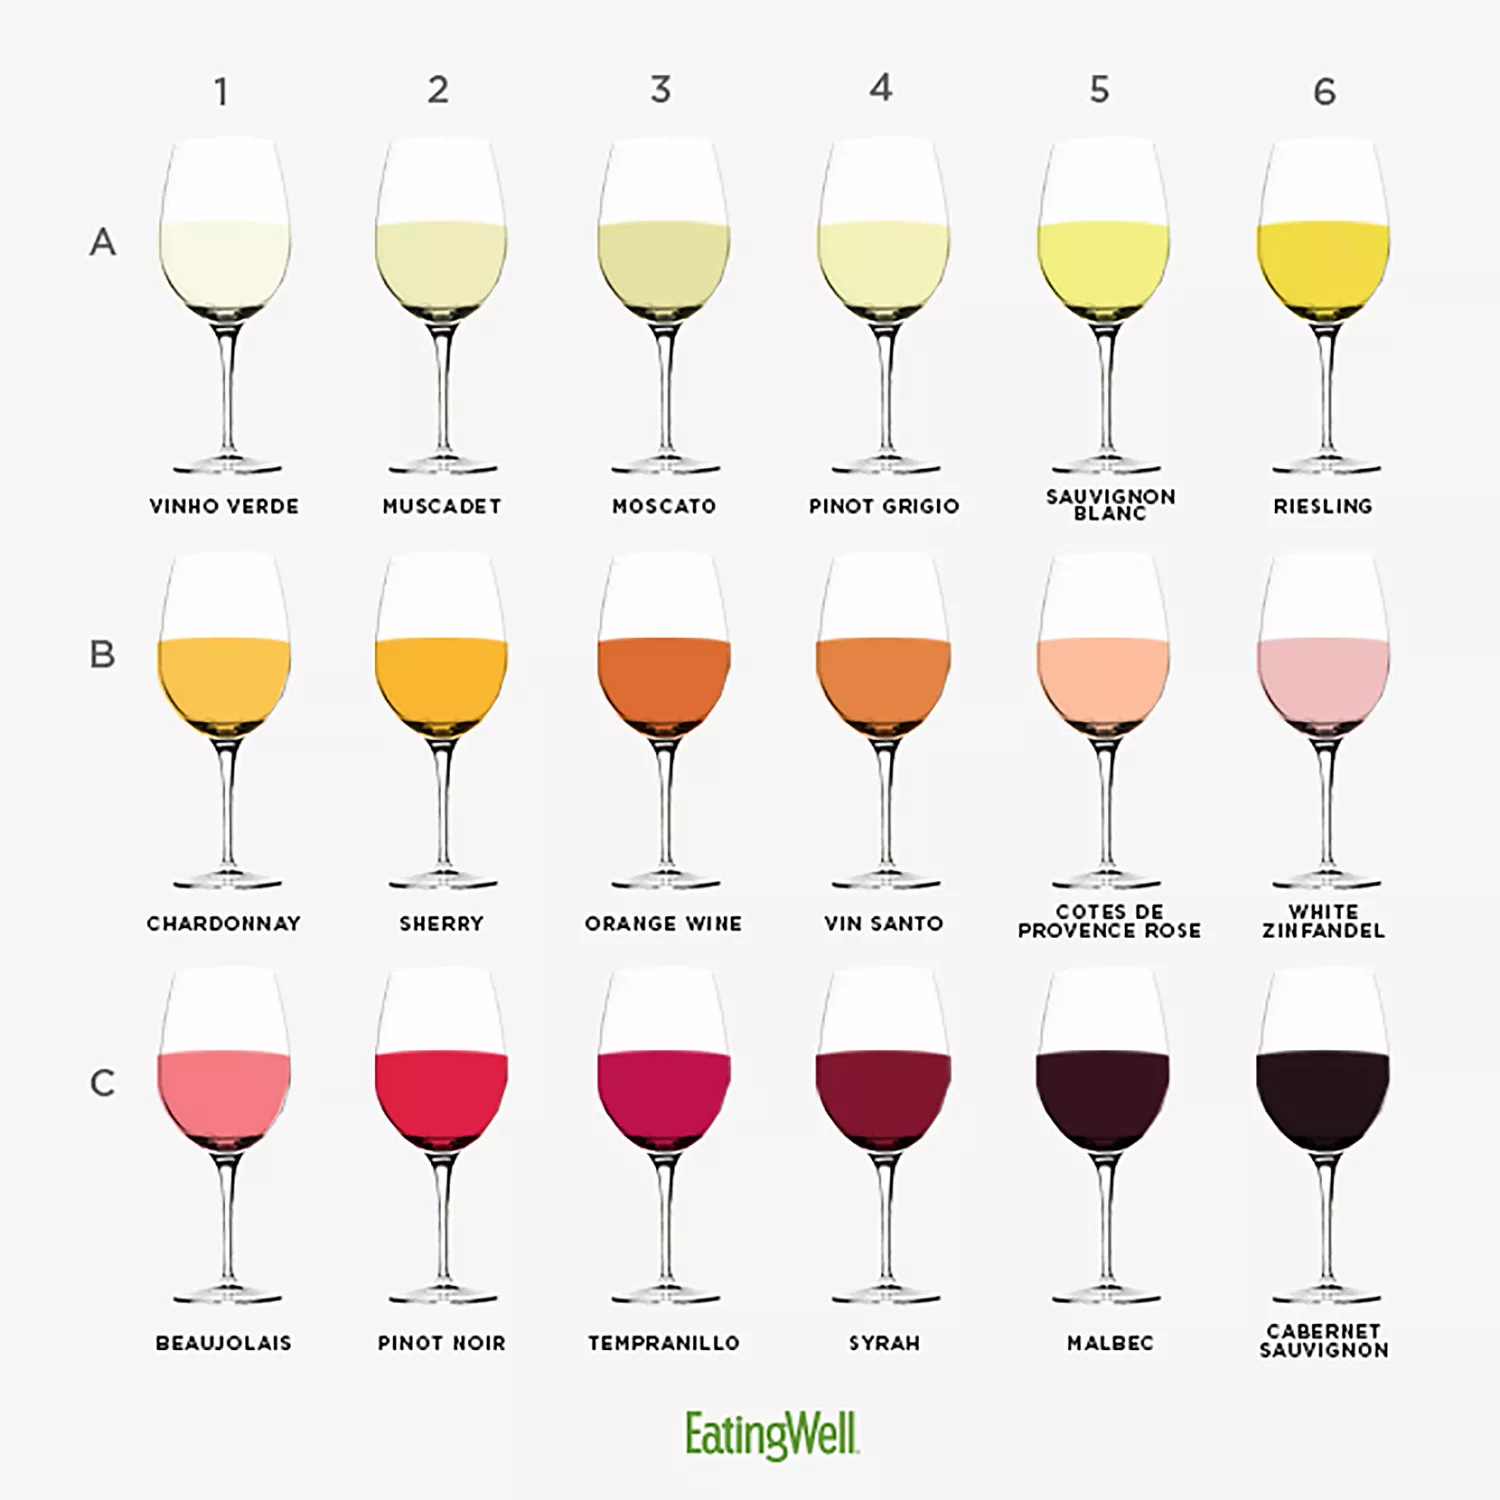 1 2 3 4 5 6
A
VINHO VERDE MUSCADET MOSCATO PINOT GRIGIO SAUVIGNON BLANC RIESLING
B
CHARDONNAY SHERRY ORANGE WINE VIN SANTO COTES DE PROVENCE ROSE WHITE ZINFANDEL
C
BEAUJOLAIS PINOT NOIR TEMPRANILLO SYRAH MALBEC CABERNET SAUVIGNON
EatingWell